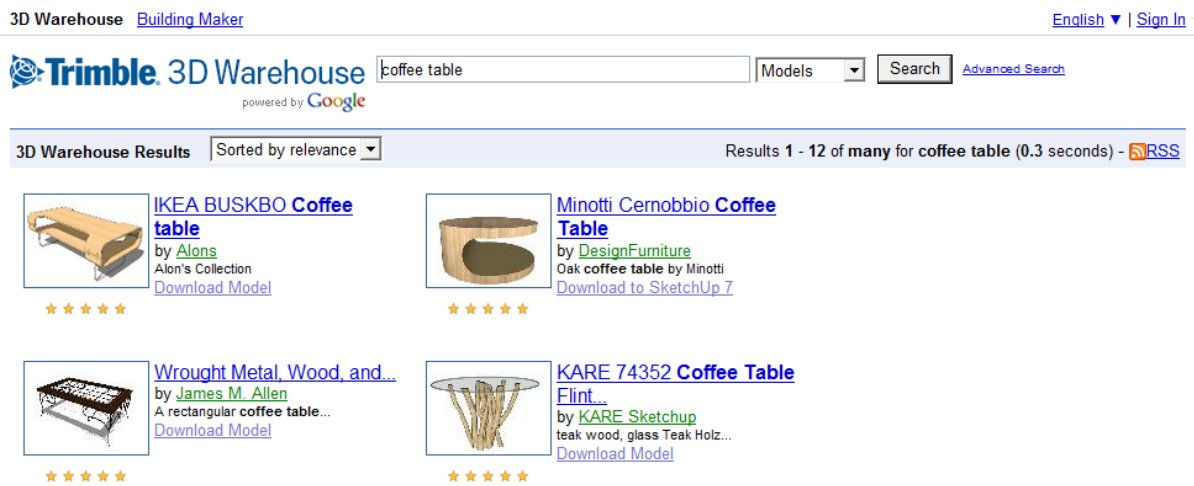 3D Warehouse Building Maker English ▼ | Sign In
Trimble. 3D Warehouse coffee table Models Search Advanced Search
powered by Google
3D Warehouse Results Sorted by relevance Results 1 - 12 of many for coffee table (0.3 seconds) - RSS
IKEA BUSKBO Coffee
table
by Alons
Alon's Collection
Download Model
Minotti Cernobbio Coffee
Table
by DesignFurniture
Oak coffee table by Minotti
Download to SketchUp 7
Wrought Metal, Wood, and...
by James M. Allen
A rectangular coffee table...
Download Model
KARE 74352 Coffee Table
Flint...
by KARE Sketchup
teak wood, glass Teak Holz...
Download Model